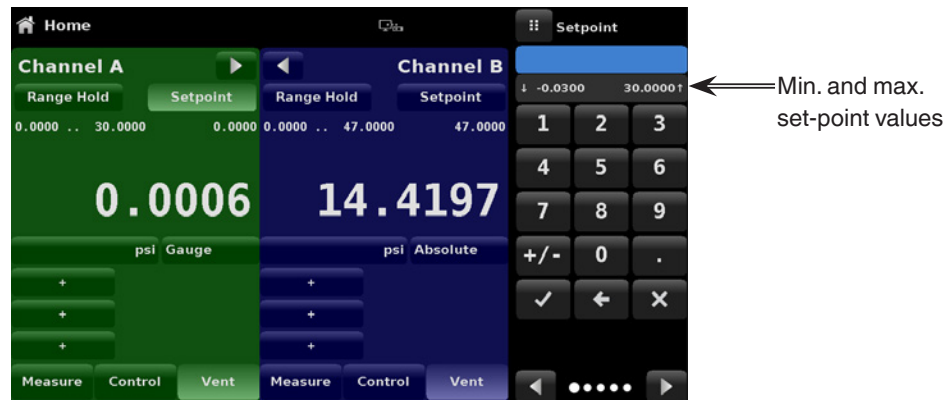 Home
Channel A
Range Hold Setpoint
0.0000 .. 30.0000 0.0000
0.0006
psi Gauge
+
+
+
Measure Control Vent
Channel B
Range Hold Setpoint
0.0000 .. 47.0000 47.0000
14.4197
psi Absolute
+
+
+
Measure Control Vent
Setpoint
↓ -0.0300 30.0000↑
1 2 3
4 5 6
7 8 9
+/- 0 .
Min. and max.
set-point values